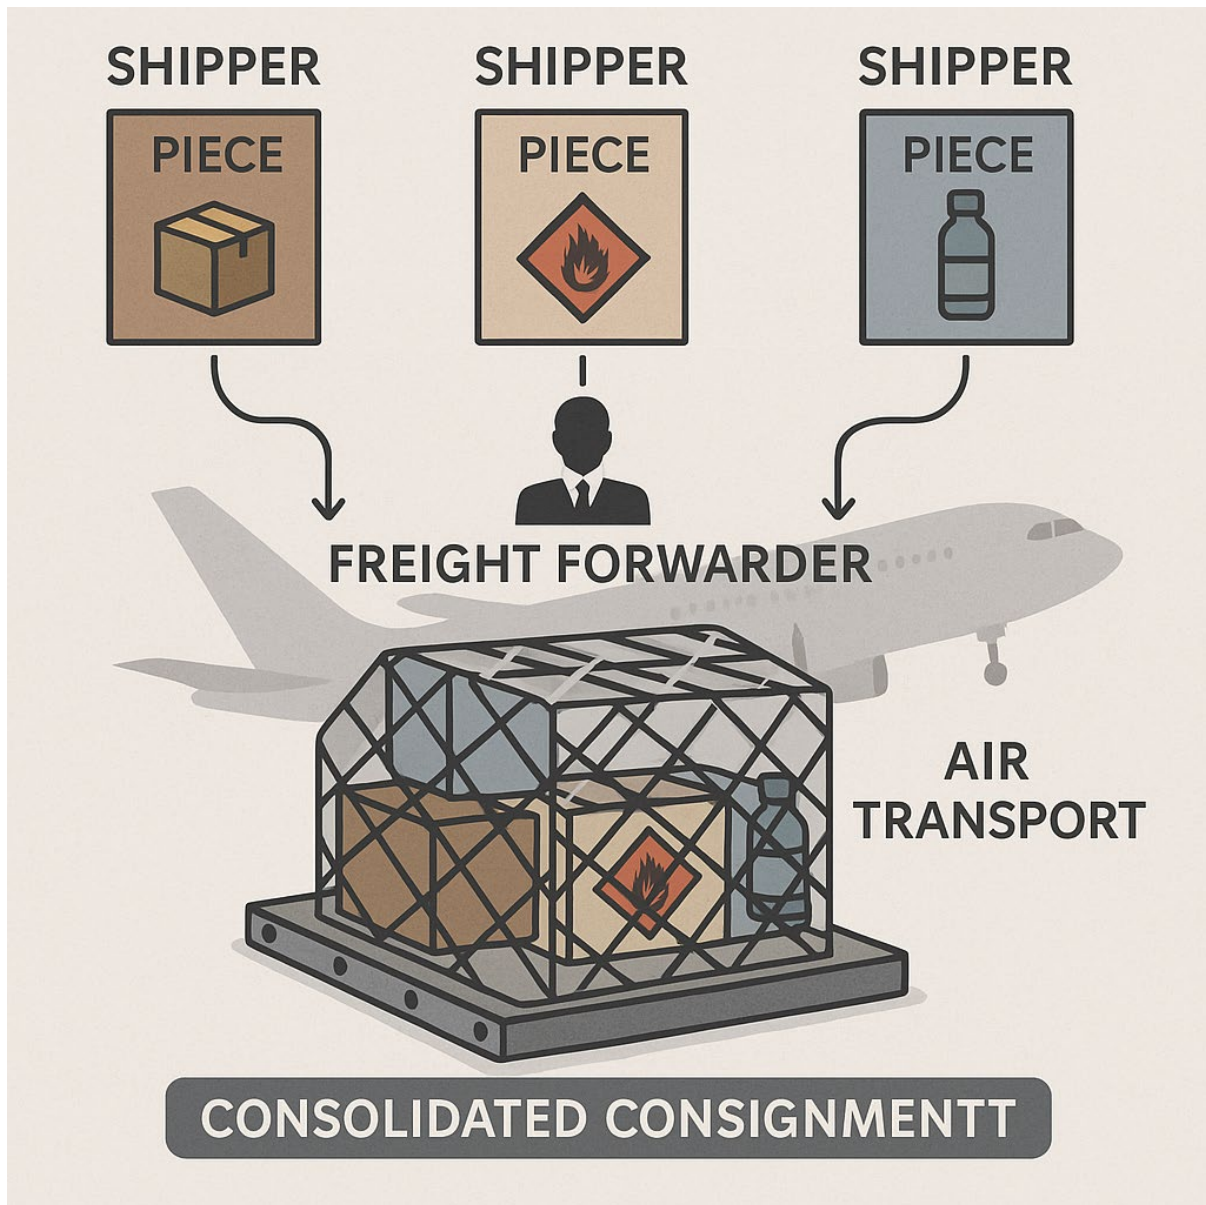 SHIPPER SHIPPER SHIPPER
PIECE PIECE PIECE
FREIGHT FORWARDER
AIR
TRANSPORT
CONSOLIDATED CONSIGNMENTT